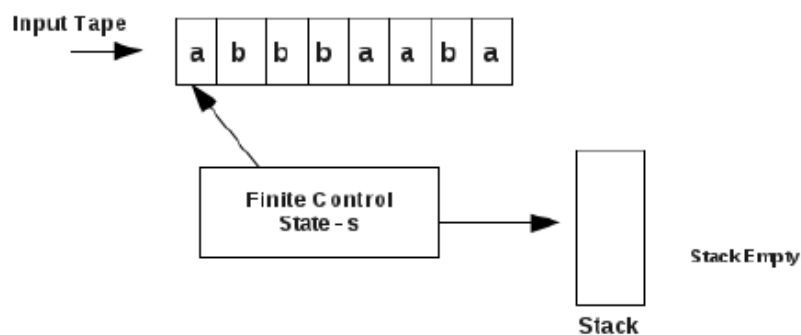 Input Tape
a b b b a a b a
Finite Control
State - s
Stack Empty
Stack